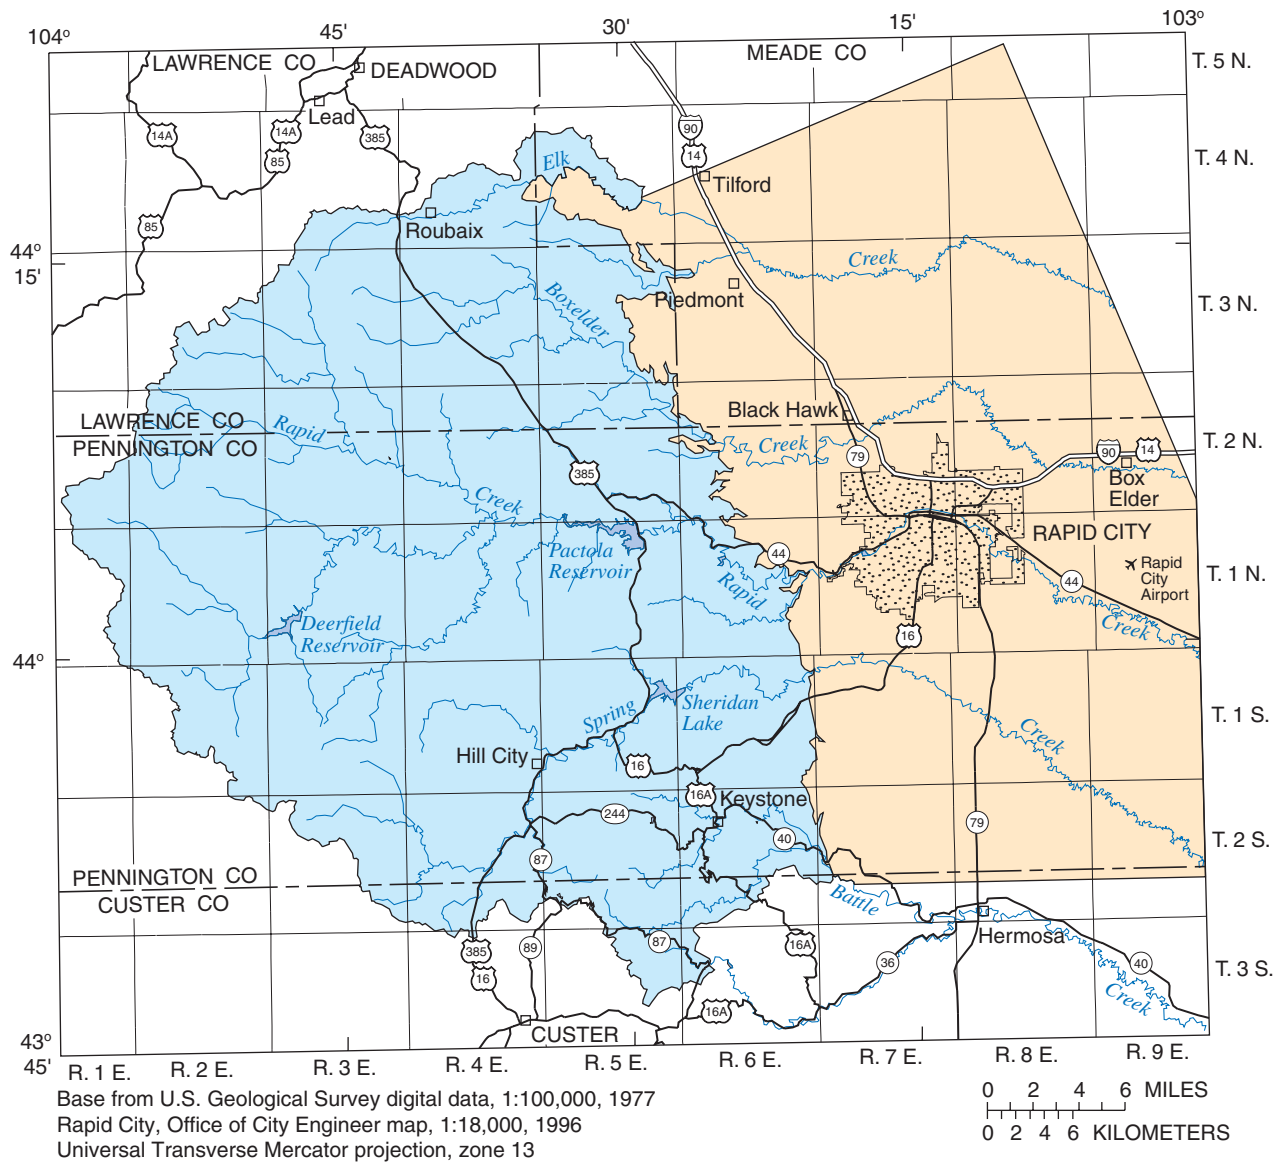 104°
45'
30'
15'
103°
LAWRENCE CO
DEADWOOD
MEADE CO
T. 5 N.
Lead
14A
14A
385
85
90
14
Elk
Tilford
T. 4 N.
85
Roubaix
44°
15'
Creek
Piedmont
Boxelder
T. 3 N.
LAWRENCE CO
PENNINGTON CO
Rapid
Black Hawk
Creek
79
T. 2 N.
90
14
Box
Elder
385
Creek
RAPID CITY
Pactola
Reservoir
44
Rapid
Rapid
City
Airport
44
T. 1 N.
Deerfield
Reservoir
Creek
16
44°
Sheridan
Lake
Spring
Creek
T. 1 S.
Hill City
16
16A
Keystone
244
40
79
87
T. 2 S.
PENNINGTON CO
CUSTER CO
Battle
Hermosa
385
89
87
16A
36
40
16
T. 3 S.
Creek
16A
CUSTER
43°
45'
R. 1 E.
R. 2 E.
R. 3 E.
R. 4 E.
R. 5 E.
R. 6 E.
R. 7 E.
R. 8 E.
R. 9 E.
Base from U.S. Geological Survey digital data, 1:100,000, 1977
Rapid City, Office of City Engineer map, 1:18,000, 1996
Universal Transverse Mercator projection, zone 13
0 2 4 6 MILES
0 2 4 6 KILOMETERS